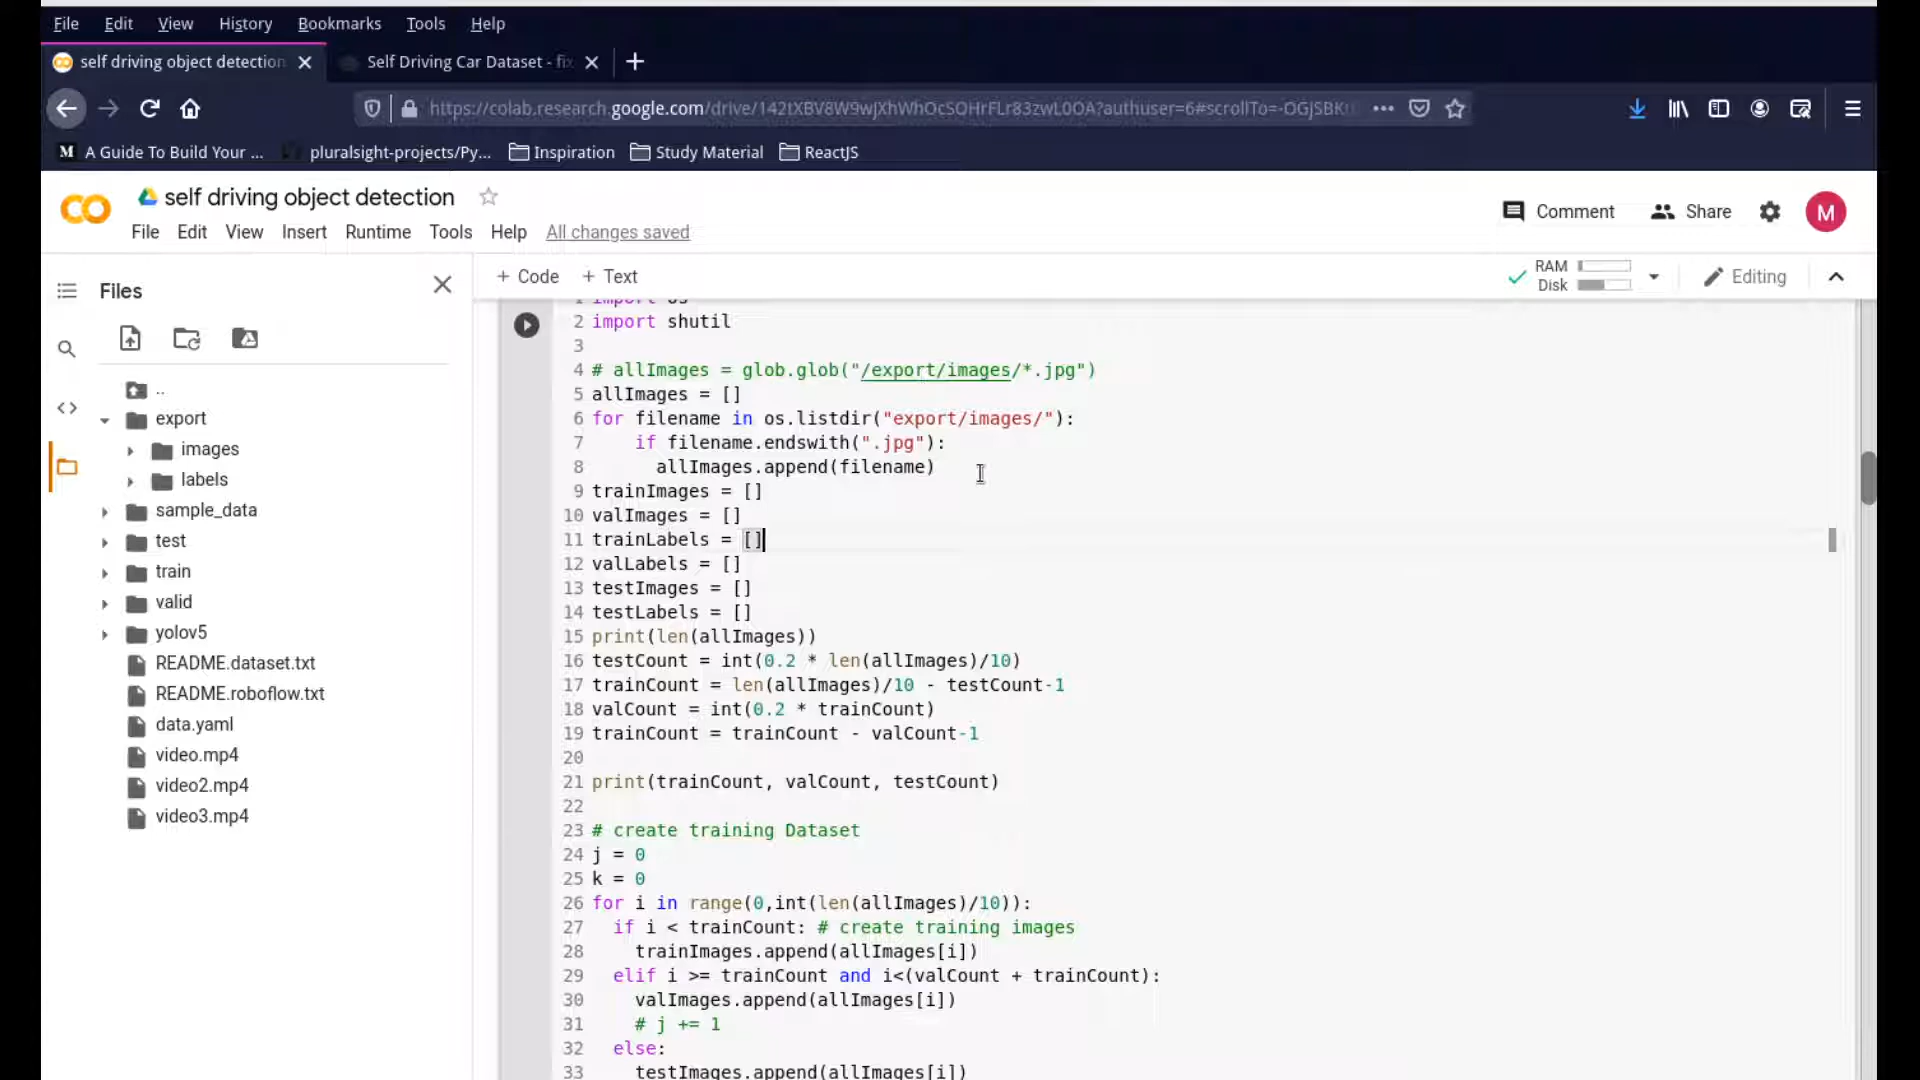 File Edit View History Bookmarks Tools Help
self driving object detection Self Driving Car Dataset - fix
https://colab.research.google.com/drive/142tXBV8W9wJXhWhOcSOHrFLr83zwL0OA?authuser=6#scrollTo=-OGJSBKt
A Guide To Build Your ... pluralsight-projects/Py... Inspiration Study Material ReactJS
self driving object detection
Comment Share M
File Edit View Insert Runtime Tools Help All changes saved
Files
+ Code + Text
RAM
Disk
Editing
..
export
images
labels
sample_data
test
train
valid
yolov5
README.dataset.txt
README.roboflow.txt
data.yaml
video.mp4
video2.mp4
video3.mp4
1 import os
2 import shutil
3
4 # allImages = glob.glob("/export/images/*.jpg")
5 allImages = []
6 for filename in os.listdir("export/images/"):
7 if filename.endswith(".jpg"):
8 allImages.append(filename)
9 trainImages = []
10 valImages = []
11 trainLabels = []
12 valLabels = []
13 testImages = []
14 testLabels = []
15 print(len(allImages))
16 testCount = int(0.2 * len(allImages)/10)
17 trainCount = len(allImages)/10 - testCount-1
18 valCount = int(0.2 * trainCount)
19 trainCount = trainCount - valCount-1
20
21 print(trainCount, valCount, testCount)
22
23 # create training Dataset
24 j = 0
25 k = 0
26 for i in range(0,int(len(allImages)/10)):
27 if i < trainCount: # create training images
28 trainImages.append(allImages[i])
29 elif i >= trainCount and i<(valCount + trainCount):
30 valImages.append(allImages[i])
31 # j += 1
32 else:
33 testImages.append(allImages[i])